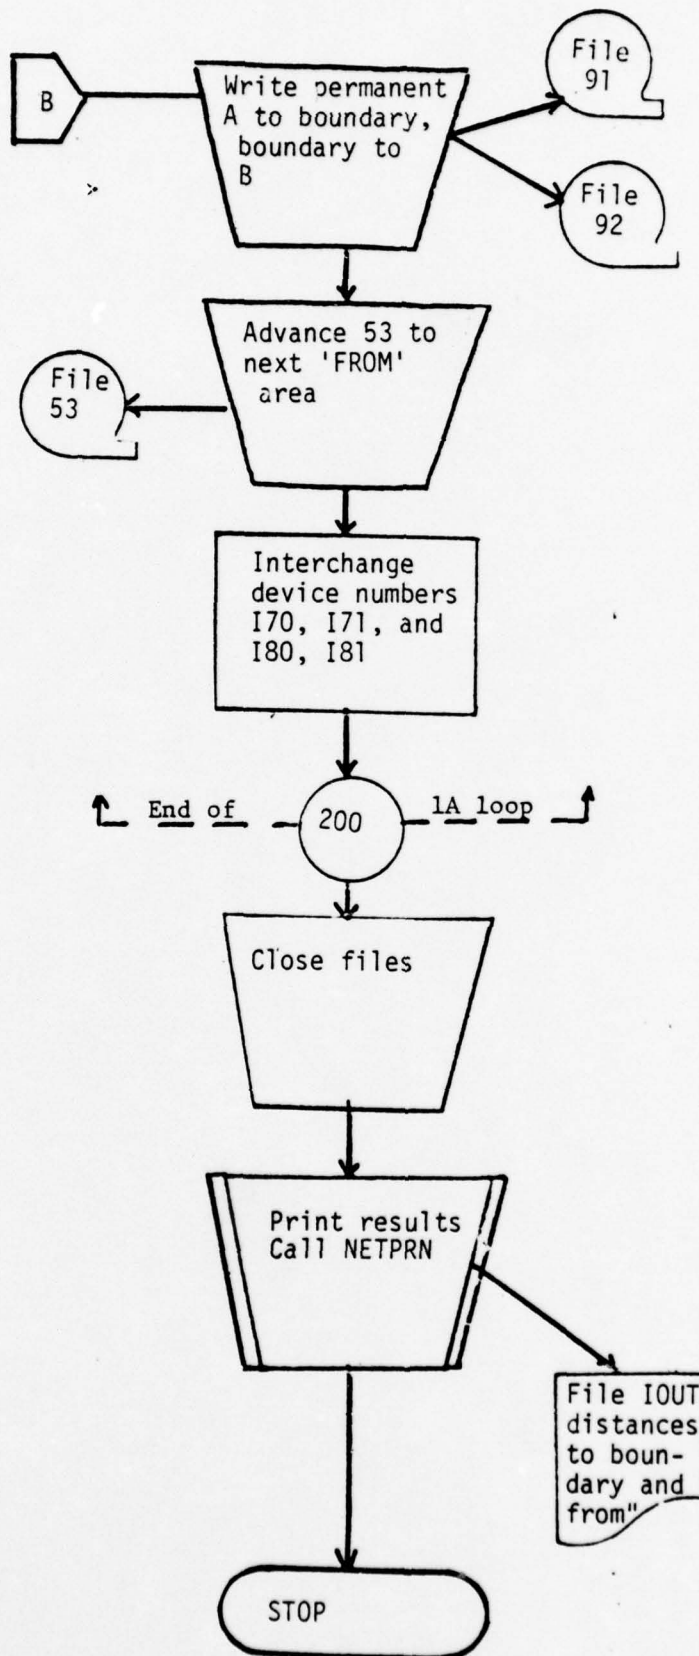 B
Write permanent
A to boundary,
boundary to
B
File
91
File
92
Advance 53 to
next 'FROM'
area
File
53
Interchange
device numbers
I70, I71, and
I80, I81
End of
200
1A loop
Close files
Print results
Call NETPRN
File IOUT
distances
to boun-
dary and
from"
STOP